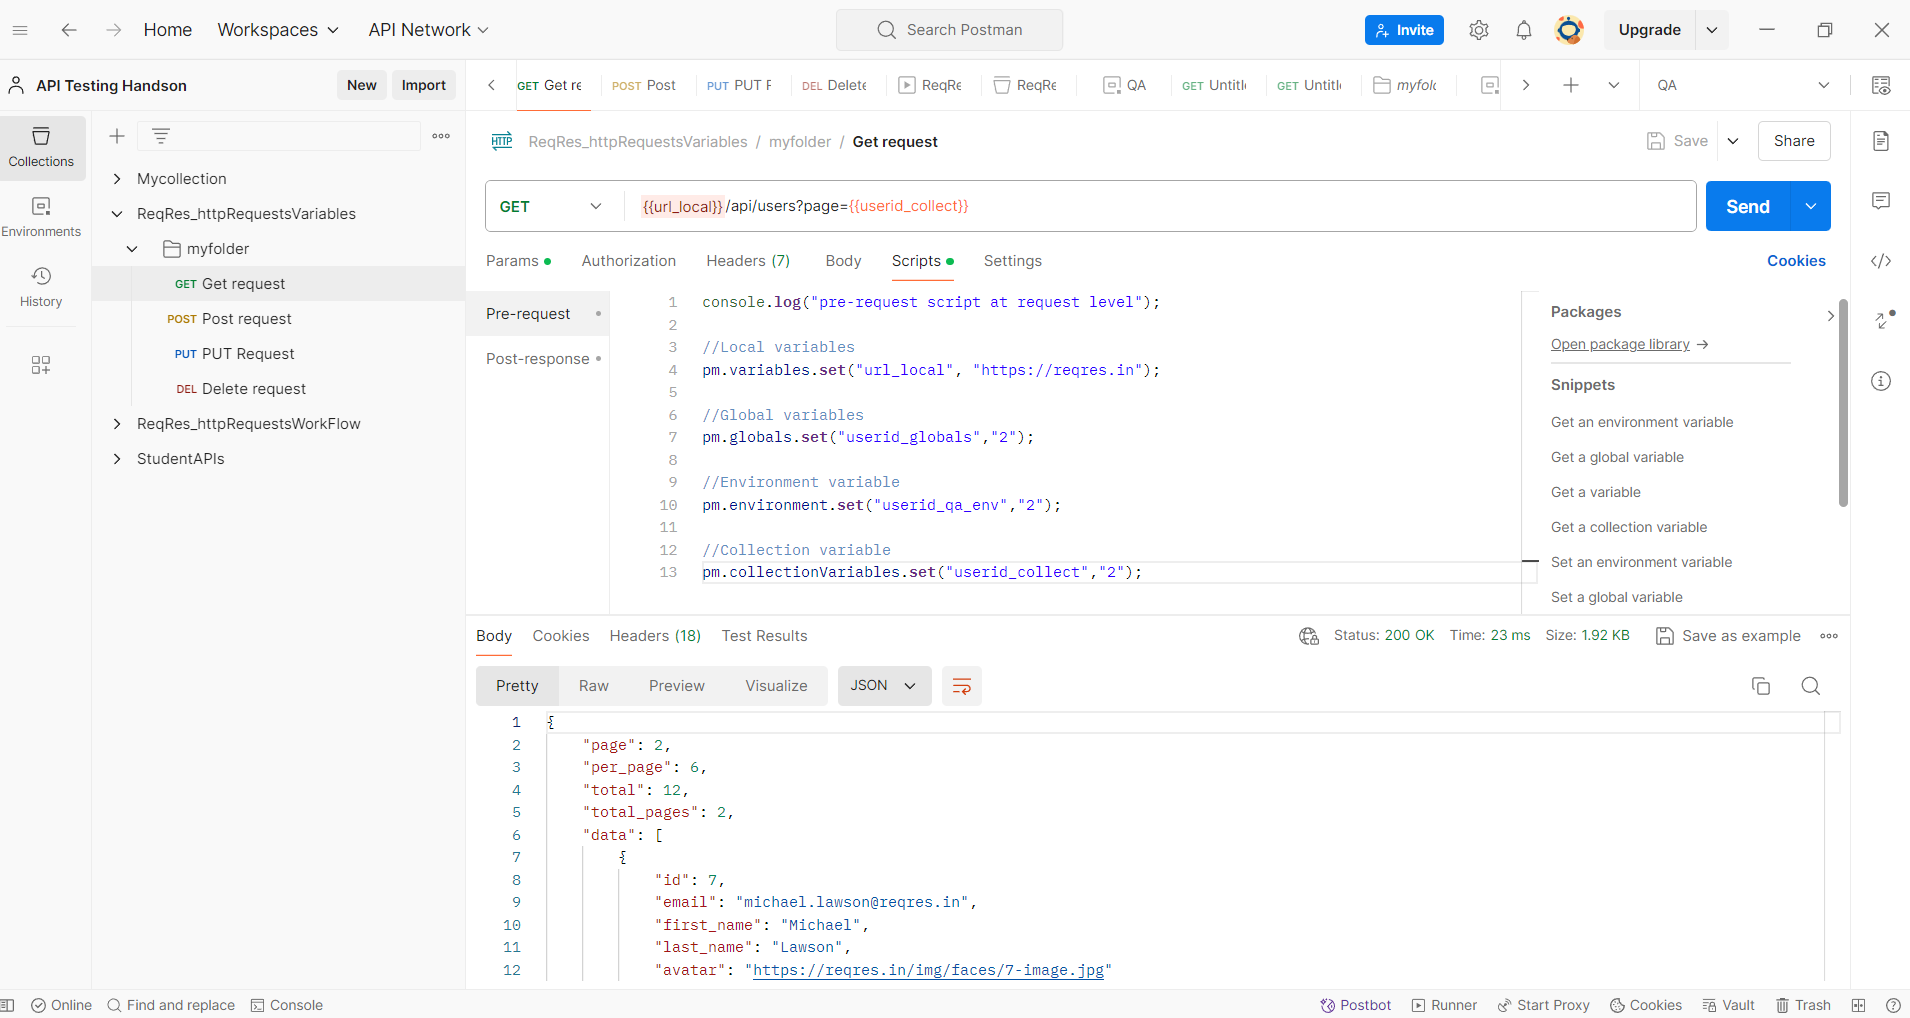 Home Workspaces API Network Search Postman Invite Upgrade
API Testing Handson New Import GET Get re POST Post PUT PUT F DEL Delete ReqRe ReqRe QA GET Untitl GET Untitl myfol QA
Collections
Environments
History
Mycollection
ReqRes_httpRequestsVariables
myfolder
GET Get request
POST Post request
PUT PUT Request
DEL Delete request
ReqRes_httpRequestsWorkFlow
StudentAPIs
HTTP ReqRes_httpRequestsVariables / myfolder / Get request Save Share
GET {{url_local}}/api/users?page={{userid_collect}} Send
Params Authorization Headers (7) Body Scripts Settings Cookies
Pre-request
Post-response
1 console.log("pre-request script at request level");
2
3 //Local variables
4 pm.variables.set("url_local", "https://reqres.in");
5
6 //Global variables
7 pm.globals.set("userid_globals","2");
8
9 //Environment variable
10 pm.environment.set("userid_qa_env","2");
11
12 //Collection variable
13 pm.collectionVariables.set("userid_collect","2");
Packages
Open package library →
Snippets
Get an environment variable
Get a global variable
Get a variable
Get a collection variable
Set an environment variable
Set a global variable
Body Cookies Headers (18) Test Results Status: 200 OK Time: 23 ms Size: 1.92 KB Save as example
Pretty Raw Preview Visualize JSON
1 {
2 "page": 2,
3 "per_page": 6,
4 "total": 12,
5 "total_pages": 2,
6 "data": [
7 {
8 "id": 7,
9 "email": "michael.lawson@reqres.in",
10 "first_name": "Michael",
11 "last_name": "Lawson",
12 "avatar": "https://reqres.in/img/faces/7-image.jpg"
Online Find and replace Console Postbot Runner Start Proxy Cookies Vault Trash